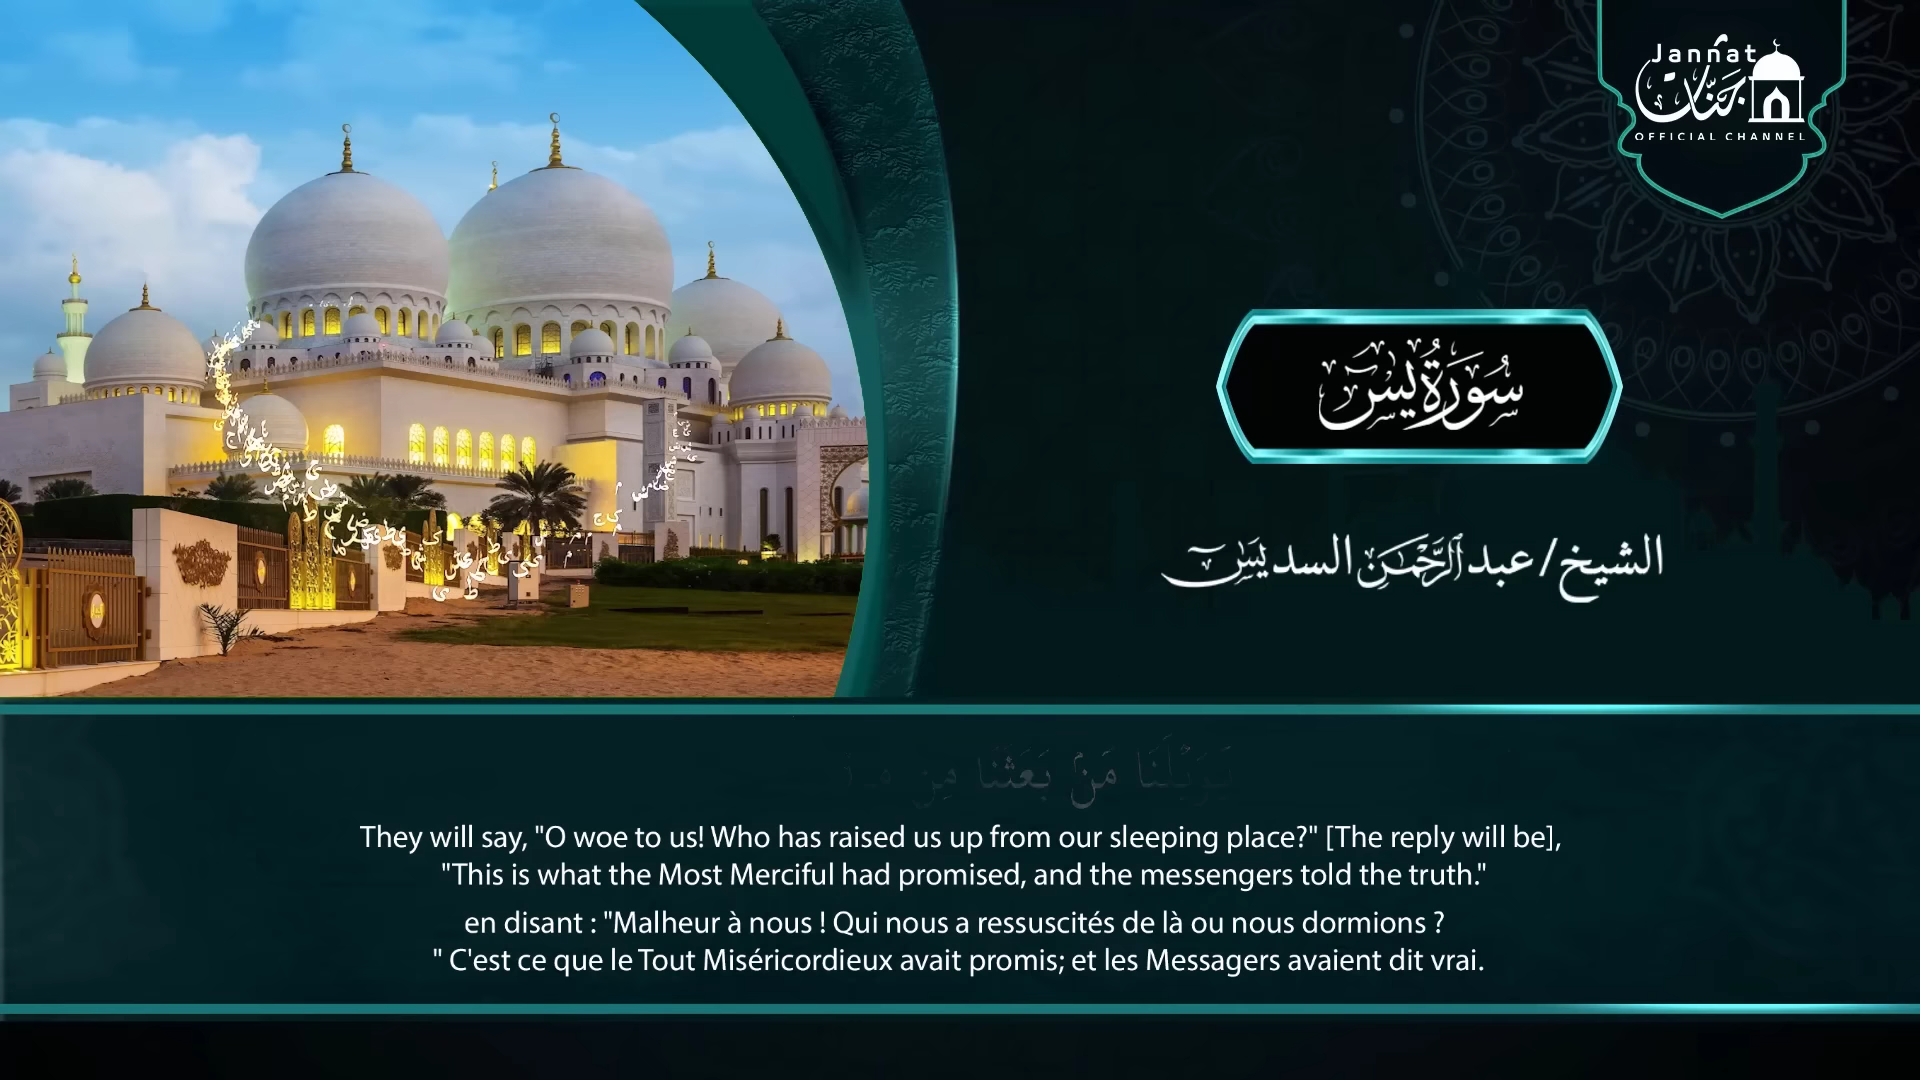 Jannat
جنات
OFFICIAL CHANNEL
سورة يس
الشيخ / عبد الرحمن السديس
يَـٰوَيْلَنَا مَنۢ بَعَثَنَا مِن
They will say, "O woe to us! Who has raised us up from our sleeping place?" [The reply will be],
"This is what the Most Merciful had promised, and the messengers told the truth."
en disant : "Malheur à nous ! Qui nous a ressuscités de là ou nous dormions ?
" C'est ce que le Tout Miséricordieux avait promis; et les Messagers avaient dit vrai.